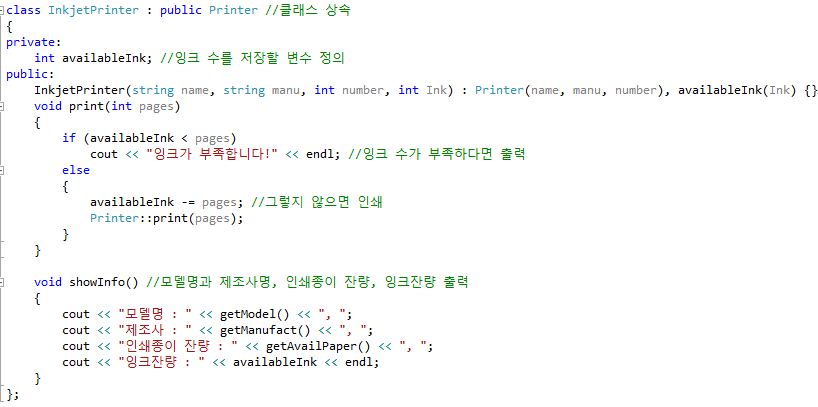 class InkjetPrinter : public Printer //클래스 상속
{
private:
    int availableInk; //잉크 수를 저장할 변수 정의
public:
    InkjetPrinter(string name, string manu, int number, int Ink) : Printer(name, manu, number), availableInk(Ink) {}
    void print(int pages)
    {
        if (availableInk < pages)
            cout << "잉크가 부족합니다!" << endl; //잉크 수가 부족하다면 출력
        else
        {
            availableInk -= pages; //그렇지 않으면 인쇄
            Printer::print(pages);
        }
    }

    void showInfo() //모델명과 제조사명, 인쇄종이 잔량, 잉크잔량 출력
    {
        cout << "모델명 : " << getModel() << ", ";
        cout << "제조사 : " << getManufact() << ", ";
        cout << "인쇄종이 잔량 : " << getAvailPaper() << ", ";
        cout << "잉크잔량 : " << availableInk << endl;
    }
};